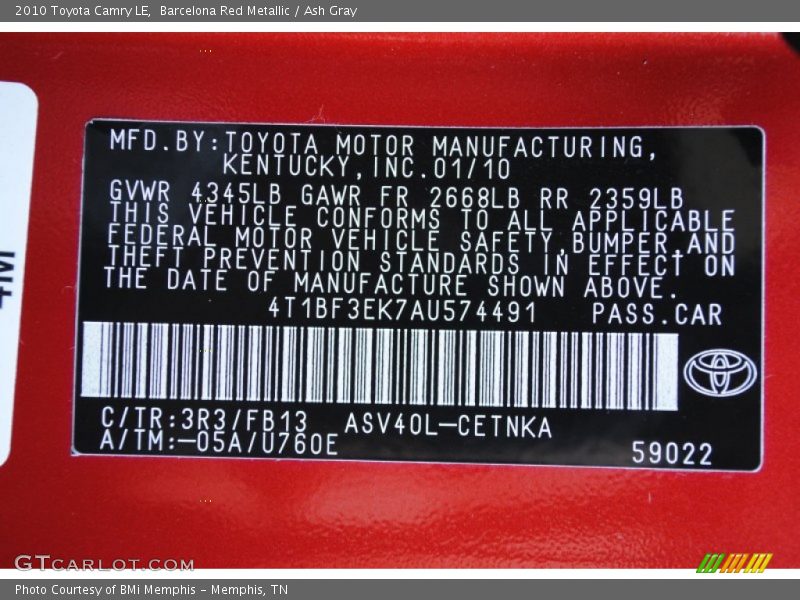 2010 Toyota Camry LE,  Barcelona Red Metallic / Ash Gray
MFD.BY:TOYOTA MOTOR MANUFACTURING,
KENTUCKY,INC.01/10
GVWR 4345LB GAWR FR 2668LB RR 2359LB
THIS VEHICLE CONFORMS TO ALL APPLICABLE
FEDERAL MOTOR VEHICLE SAFETY,BUMPER,AND
THEFT PREVENTION STANDARDS IN EFFECT ON
THE DATE OF MANUFACTURE SHOWN ABOVE.
4T1BF3EK7AU574491 PASS.CAR
C/TR:3R3/FB13 ASV40L-CETNKA
A/TM:-05A/U760E
59022
4M
GTcarlot.com
Photo Courtesy of BMi Memphis – Memphis, TN